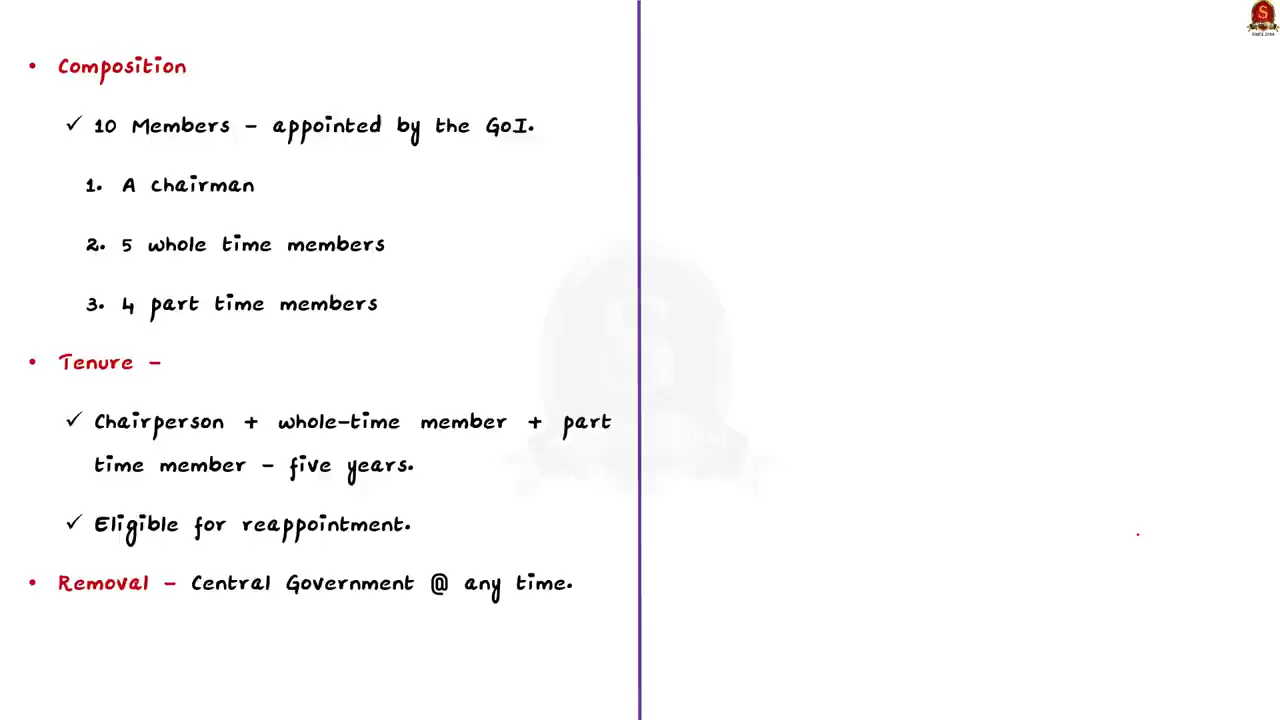 • Composition
✓ 10 Members - appointed by the GoI.
1. A chairman
2. 5 whole time members
3. 4 part time members
• Tenure -
✓ Chairperson + whole-time member + part
time member - five years.
✓ Eligible for reappointment.
• Removal - Central Government @ any time.
S